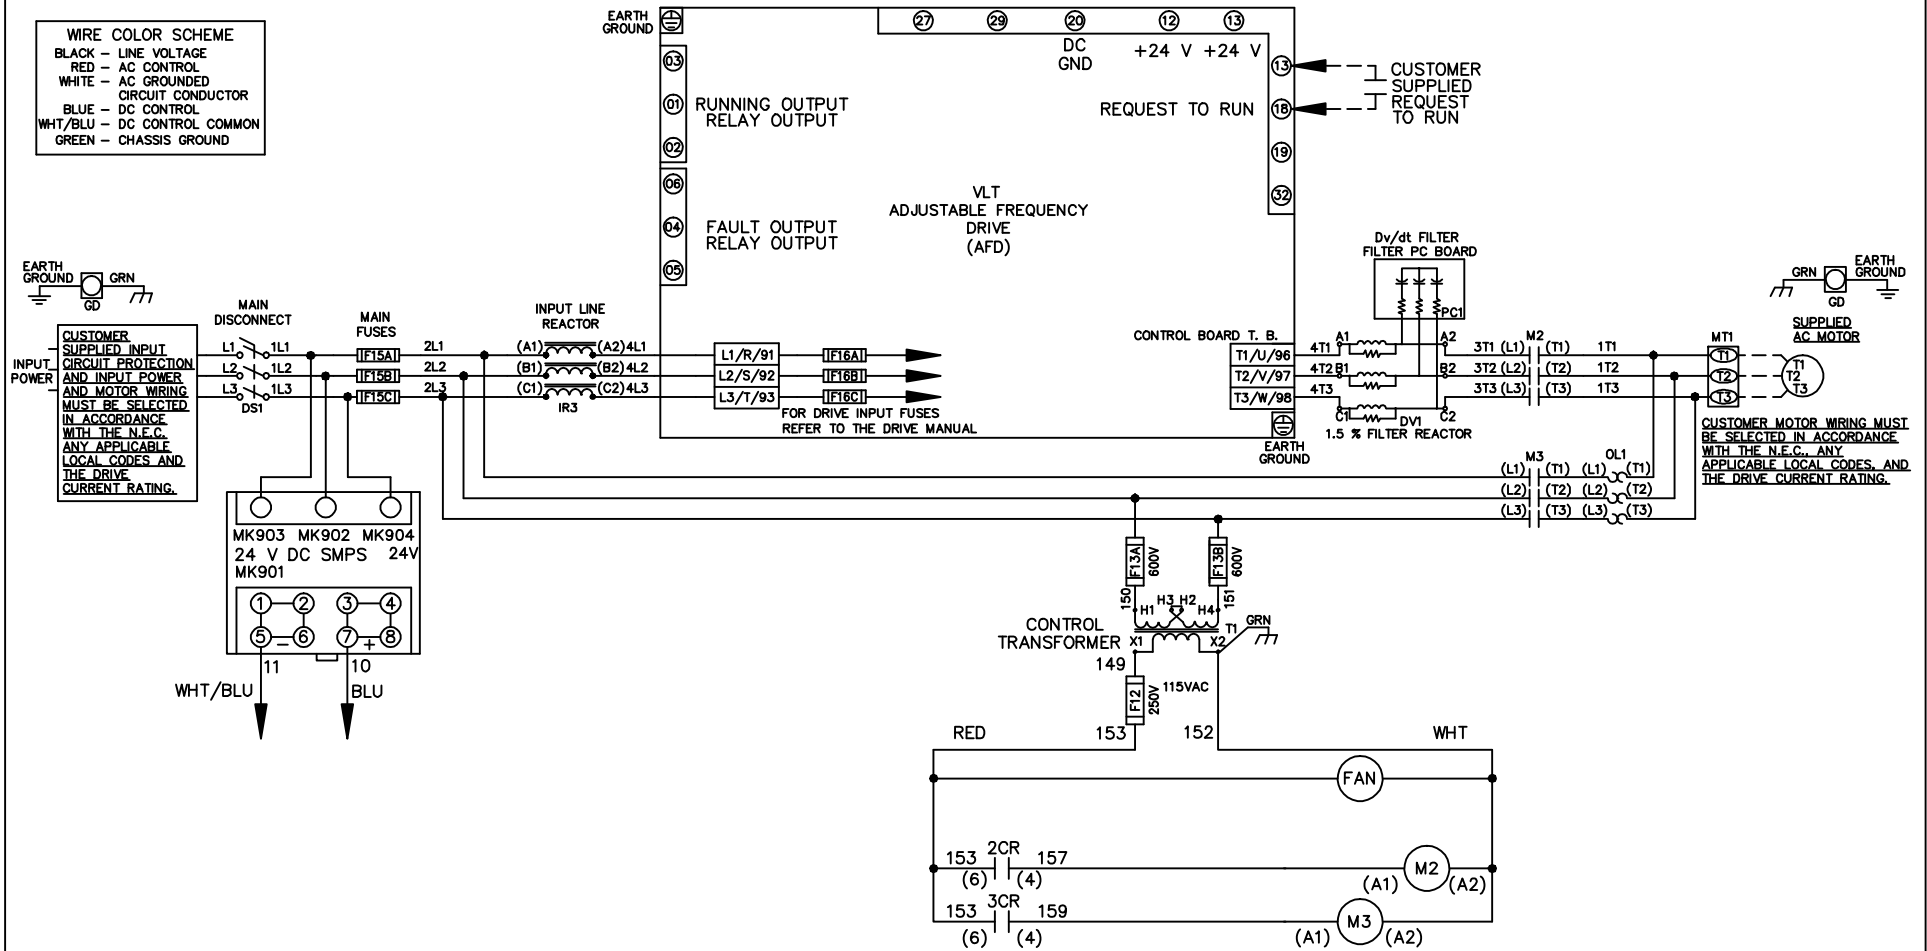 WIRE COLOR SCHEME
BLACK – LINE VOLTAGE
RED – AC CONTROL
WHITE – AC GROUNDED
CIRCUIT CONDUCTOR
BLUE – DC CONTROL
WHT/BLU – DC CONTROL COMMON
GREEN – CHASSIS GROUND
EARTH
GROUND
27
29
20
12
13
DC
GND
+24 V
+24 V
03
01
02
RUNNING OUTPUT
RELAY OUTPUT
06
04
05
FAULT OUTPUT
RELAY OUTPUT
13
18
19
32
REQUEST TO RUN
CUSTOMER
SUPPLIED
REQUEST
TO RUN
VLT
ADJUSTABLE FREQUENCY
DRIVE
(AFD)
EARTH
GROUND
GRN
GD
INPUT
POWER
CUSTOMER
SUPPLIED INPUT
CIRCUIT PROTECTION
AND INPUT POWER
AND MOTOR WIRING
MUST BE SELECTED
IN ACCORDANCE
WITH THE N.E.C.
ANY APPLICABLE
LOCAL CODES AND
THE DRIVE
CURRENT RATING.
MAIN
DISCONNECT
L1 1L1
L2 1L2
L3 1L3
DS1
MAIN
FUSES
F15A
F15B
F15C
2L1
2L2
2L3
INPUT LINE
REACTOR
(A1) (A2) 4L1
(B1) (B2) 4L2
(C1) (C2) 4L3
IR3
L1/R/91
L2/S/92
L3/T/93
F16A
F16B
F16C
FOR DRIVE INPUT FUSES
REFER TO THE DRIVE MANUAL
CONTROL BOARD T. B.
T1/U/96
T2/V/97
T3/W/98
EARTH
GROUND
4T1
4T2
4T3
A1
B1
C1
A2
B2
C2
Dv/dt FILTER
FILTER PC BOARD
PC1
DV1
1.5 % FILTER REACTOR
M2
3T1 (L1) (T1) 1T1
3T2 (L2) (T2) 1T2
3T3 (L3) (T3) 1T3
MT1
T1
T2
T3
GRN
GD
EARTH
GROUND
SUPPLIED
AC MOTOR
T1
T2
T3
CUSTOMER MOTOR WIRING MUST
BE SELECTED IN ACCORDANCE
WITH THE N.E.C., ANY
APPLICABLE LOCAL CODES, AND
THE DRIVE CURRENT RATING.
M3
OL1
(L1) (T1) (L1) (T1)
(L2) (T2) (L2) (T2)
(L3) (T3) (L3) (T3)
MK903 MK902 MK904
24 V DC SMPS 24V
MK901
1 2 3 4
5 – 6 7 + 8
11
10
WHT/BLU
BLU
F13A
600V
F13B
600V
150
151
H1 H3 H2 H4
CONTROL
TRANSFORMER
X1 X2
T1
GRN
149
F12
250V
115VAC
153
152
RED
WHT
FAN
153 2CR 157
(6) (4)
M2
(A1) (A2)
153 3CR 159
(6) (4)
M3
(A1) (A2)